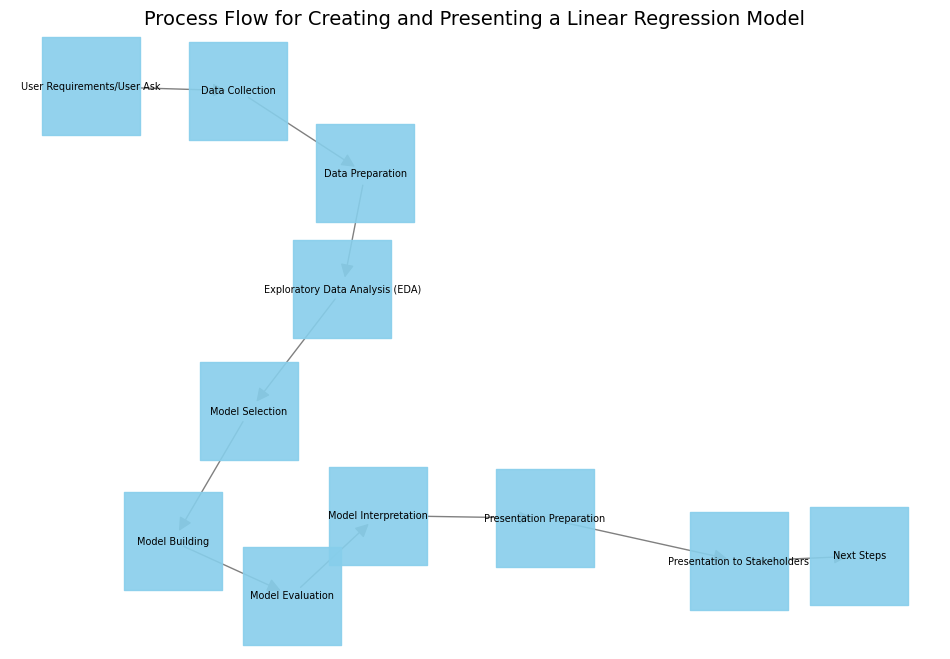 Process Flow for Creating and Presenting a Linear Regression Model
User Requirements/User Ask
Data Collection
Data Preparation
Exploratory Data Analysis (EDA)
Model Selection
Model Building
Model Evaluation
Model Interpretation
Presentation Preparation
Presentation to Stakeholders
Next Steps